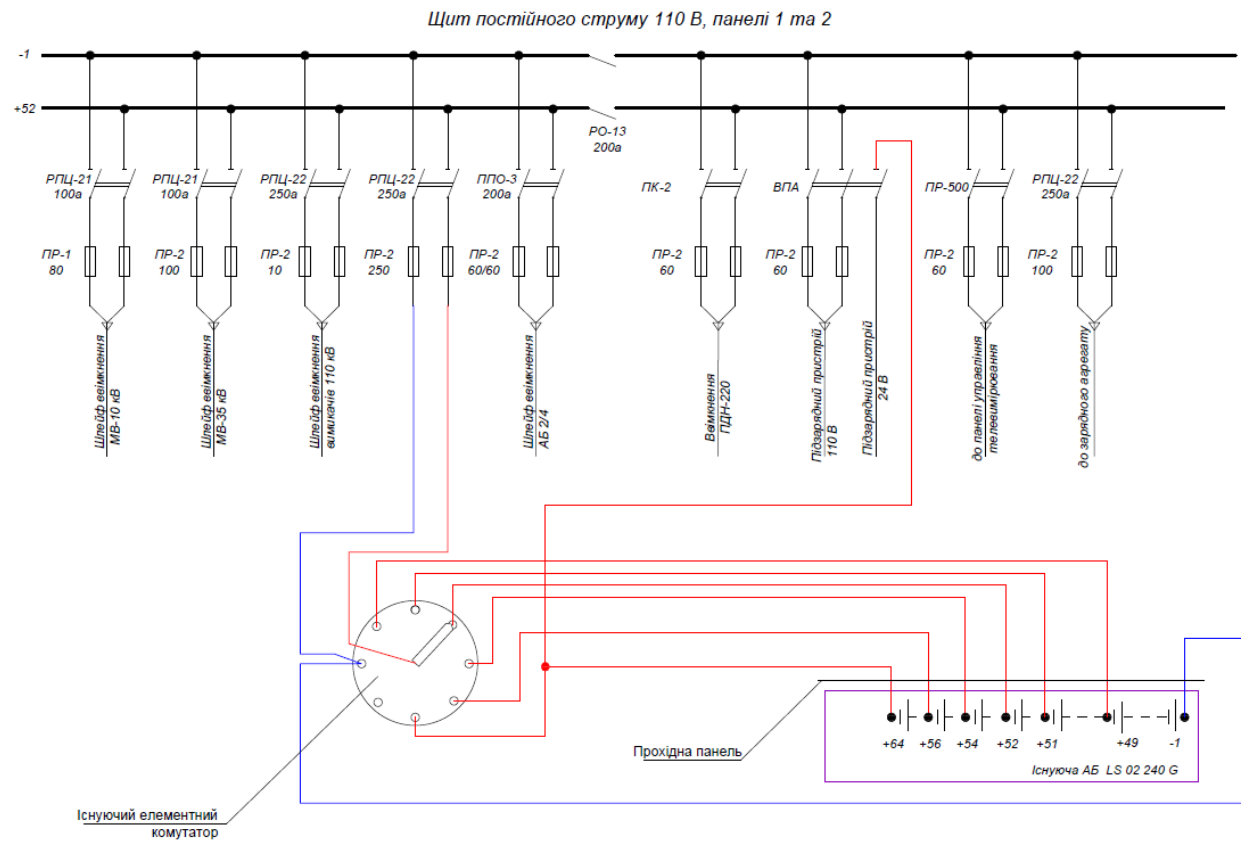 Щит постійного струму 110 В, панелі 1 та 2
-1
+52
РО-13
200а
РПЦ-21
100а
РПЦ-21
100а
РПЦ-22
250а
РПЦ-22
250а
ППО-3
200а
ПК-2
ВПА
ПР-500
РПЦ-22
250а
ПР-1
80
ПР-2
100
ПР-2
10
ПР-2
250
ПР-2
60/60
ПР-2
60
ПР-2
60
ПР-2
60
ПР-2
100
Шлейф ввімкнення
МВ-10 кВ
Шлейф ввімкнення
МВ-35 кВ
Шлейф ввімкнення
вимикачів 110 кВ
Шлейф ввімкнення
АБ 2/4
Ввімкнення
ПДН-220
Підзарядний пристрій
110 В
Підзарядний пристрій
24 В
до панелі управління
телевимірювання
до зарядного агрегату
+64
+56
+54
+52
+51
+49
-1
Існуюча АБ LS 02 240 G
Прохідна панель
Існуючий елементний
комутатор